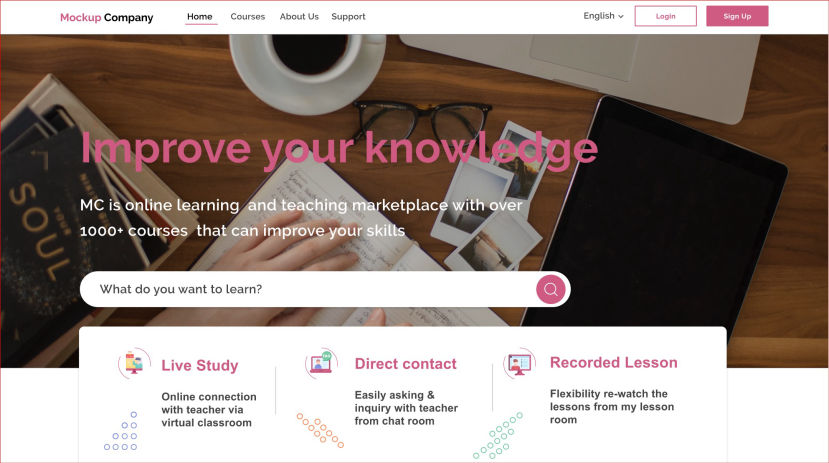 Mockup Company
Home
Courses
About Us
Support
English
Login
Sign Up
Improve your knowledge
MC is online learning and teaching marketplace with over
1000+ courses that can improve your skills
What do you want to learn?
SOUL
YOUR
Live Study
Online connection
with teacher via
virtual classroom
Direct contact
Easily asking &
inquiry with teacher
from chat room
Recorded Lesson
Flexibility re-watch the
lessons from my lesson
room